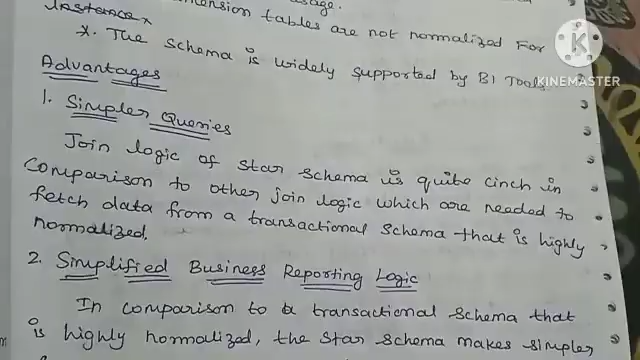 dimension tables are not normalized For
Instance
* The schema is widely supported by BI Tools
KINEMASTER
Advantages
1. Simpler Queries
Join logic of star schema is quite cinch in
Comparison to other join logic which are needed to
fetch data from a transactional schema that is highly
normalized.
2. Simplified Business Reporting Logic
In comparison to a transactional schema that
is highly normalized, the star schema makes simpler